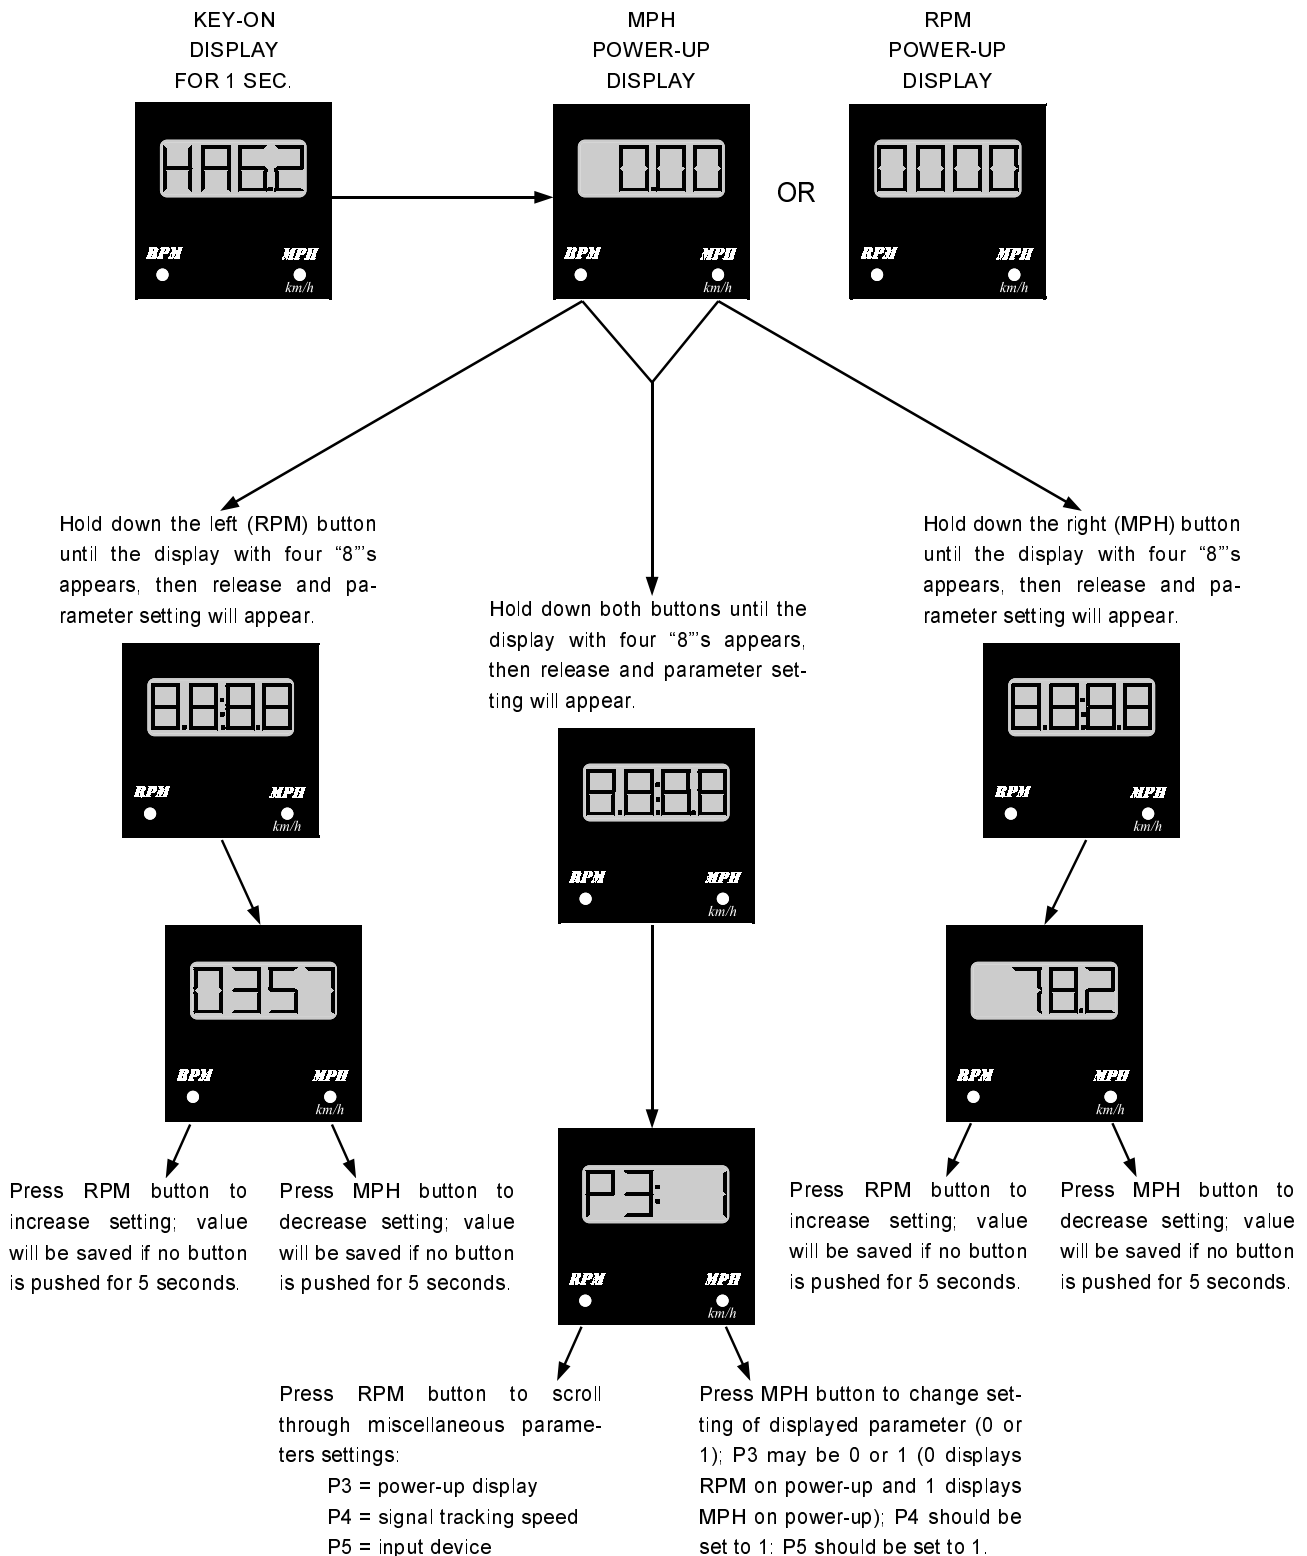 KEY-ON
DISPLAY
FOR 1 SEC.
MPH
POWER-UP
DISPLAY
RPM
POWER-UP
DISPLAY
HA6.2
RPM
MPH
km/h
0.00
RPM
MPH
km/h
OR
0000
RPM
MPH
km/h
Hold down the left (RPM) button
until the display with four “8”’s
appears, then release and pa-
rameter setting will appear.
8.8:8.8
RPM
MPH
km/h
Hold down both buttons until the
display with four “8”’s appears,
then release and parameter set-
ting will appear.
8.8:8.8
RPM
MPH
km/h
Hold down the right (MPH) button
until the display with four “8”’s
appears, then release and pa-
rameter setting will appear.
8.8:8.8
RPM
MPH
km/h
0357
RPM
MPH
km/h
Press RPM button to
increase setting; value
will be saved if no button
is pushed for 5 seconds.
Press MPH button to
decrease setting; value
will be saved if no button
is pushed for 5 seconds.
78.2
RPM
MPH
km/h
Press RPM button to
increase setting; value
will be saved if no button
is pushed for 5 seconds.
Press MPH button to
decrease setting; value
will be saved if no button
is pushed for 5 seconds.
P3: 1
RPM
MPH
km/h
Press RPM button to scroll
through miscellaneous parame-
ters settings:
P3 = power-up display
P4 = signal tracking speed
P5 = input device
Press MPH button to change set-
ting of displayed parameter (0 or
1); P3 may be 0 or 1 (0 displays
RPM on power-up and 1 displays
MPH on power-up); P4 should be
set to 1; P5 should be set to 1.